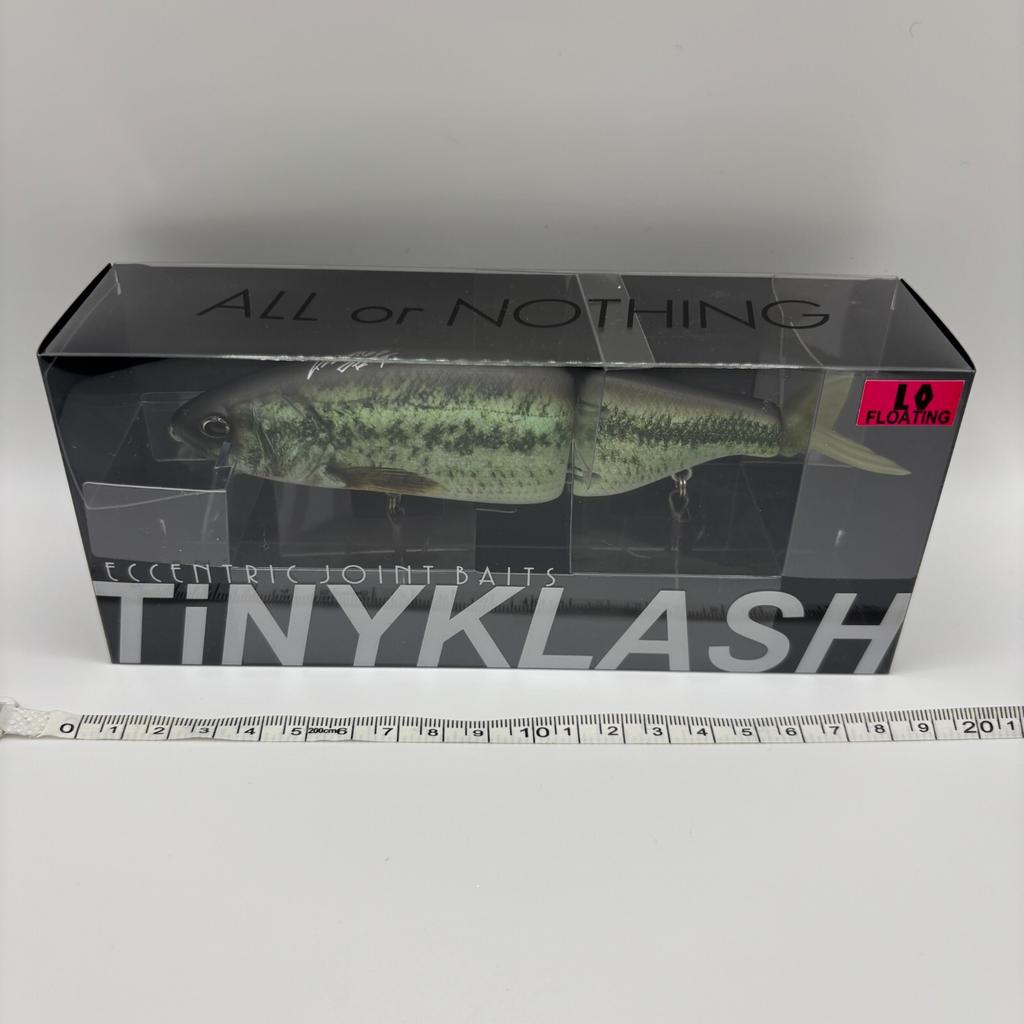 ALL or NOTHING
LO
FLOATING
ECCENTRIC JOINT BAITS
TiNYKLASH
0 1 2 3 4 5 200cm 6 7 8 9 10 1 2 3 4 5 6 7 8 9 20 1